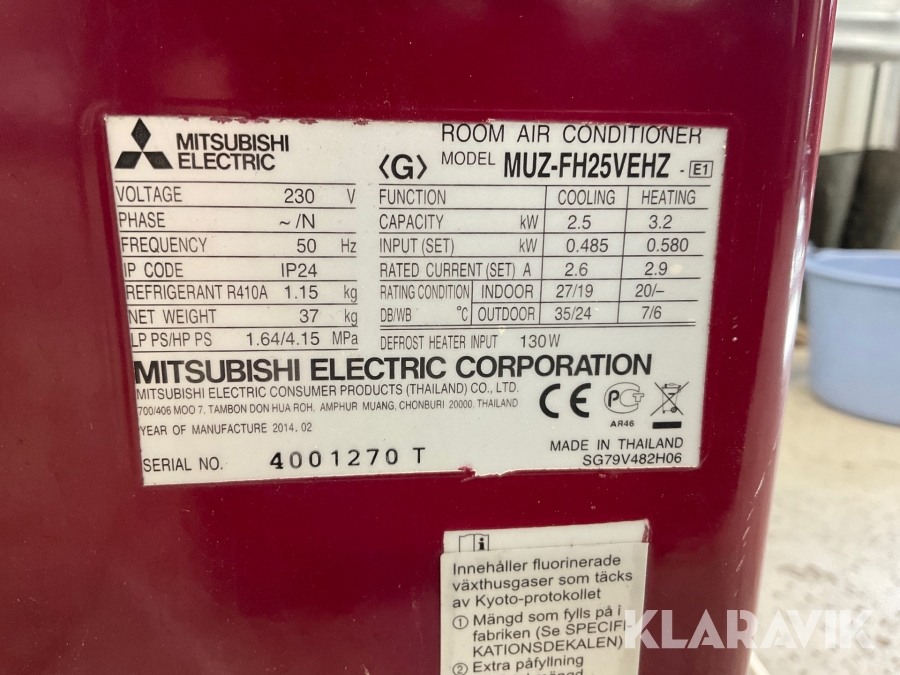 MITSUBISHI
ELECTRIC
ROOM AIR CONDITIONER
⟨G⟩ MODEL MUZ-FH25VEHZ - E1
VOLTAGE 230 V
PHASE ~/N
FREQUENCY 50 Hz
IP CODE IP24
REFRIGERANT R410A 1.15 kg
NET WEIGHT 37 kg
LP PS/HP PS 1.64/4.15 MPa
FUNCTION COOLING HEATING
CAPACITY kW 2.5 3.2
INPUT (SET) kW 0.485 0.580
RATED CURRENT (SET) A 2.6 2.9
RATING CONDITION INDOOR 27/19 20/–
DB/WB °C OUTDOOR 35/24 7/6
DEFROST HEATER INPUT 130W
MITSUBISHI ELECTRIC CORPORATION
MITSUBISHI ELECTRIC CONSUMER PRODUCTS (THAILAND) CO., LTD.
700/406 MOO 7, TAMBON DON HUA ROH, AMPHUR MUANG, CHONBURI 20000, THAILAND
YEAR OF MANUFACTURE 2014.02
CE
РСТ
АЯ46
SERIAL NO. 4001270 T
MADE IN THAILAND
SG79V482H06
i
Innehåller fluorinerade
växthusgaser som täcks
av Kyoto-protokollet
① Mängd som fylls på i
fabriken (Se SPECIFI-
KATIONSDEKALEN)
② Extra påfyllning
KLARAVIK